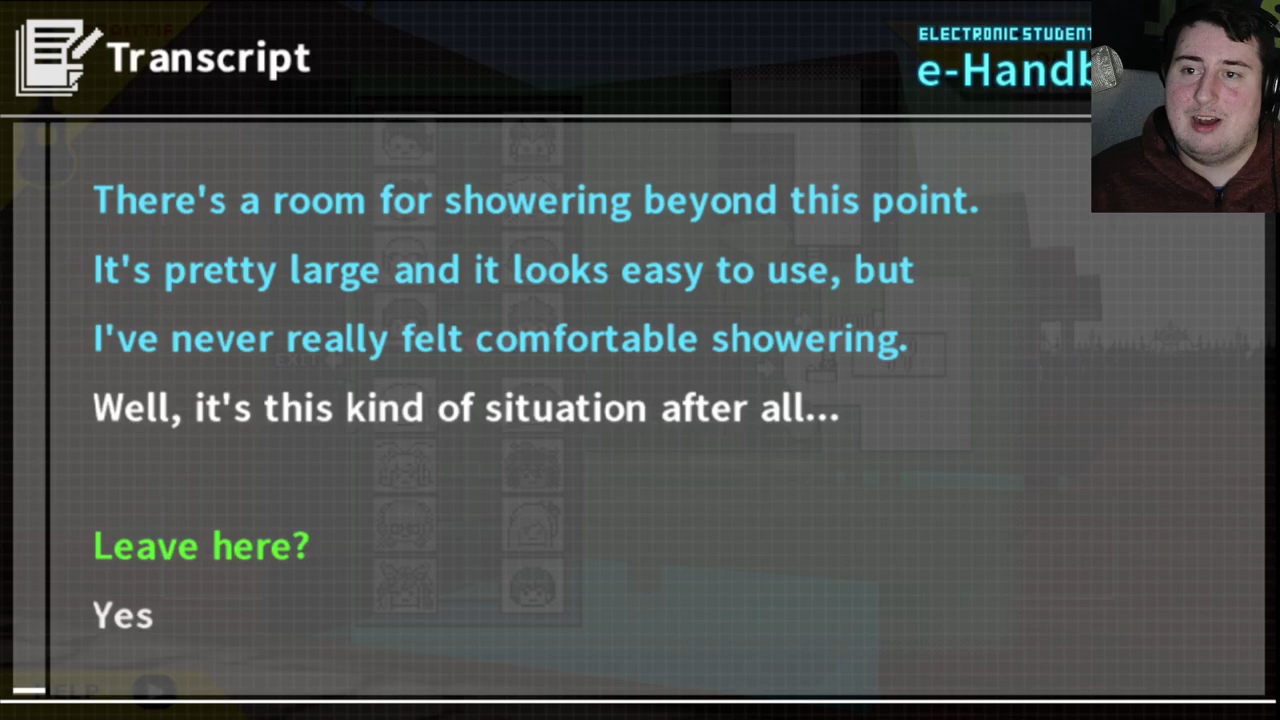 Transcript
ELECTRONIC STUDENT
e-Handb
There's a room for showering beyond this point.
It's pretty large and it looks easy to use, but
I've never really felt comfortable showering.
Well, it's this kind of situation after all...
Leave here?
Yes
HELP